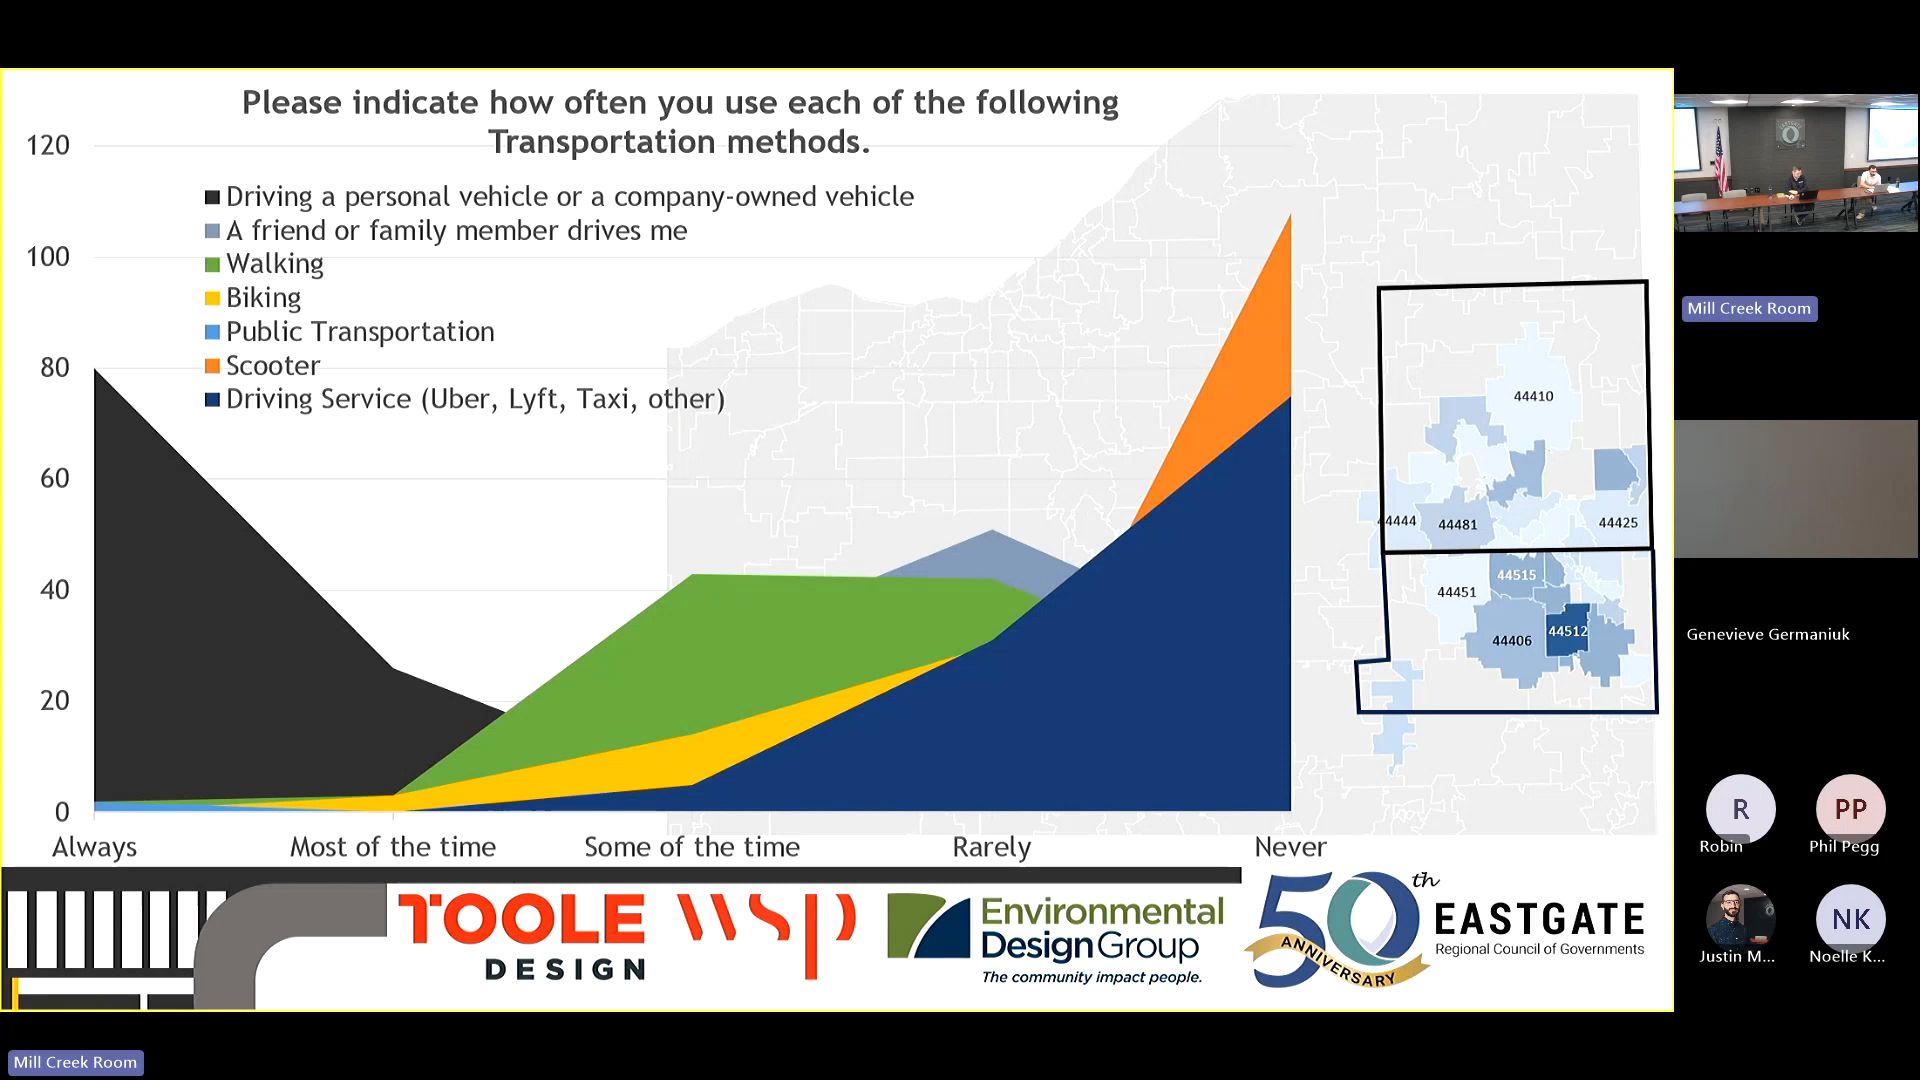 Please indicate how often you use each of the following
Transportation methods.
120
100
80
60
40
20
0
Driving a personal vehicle or a company-owned vehicle
A friend or family member drives me
Walking
Biking
Public Transportation
Scooter
Driving Service (Uber, Lyft, Taxi, other)
Always
Most of the time
Some of the time
Rarely
Never
44410
44444
44481
44425
44451
44515
44406
44512
TOOLE
DESIGN
wsp
Environmental
Design Group
The community impact people.
50th
ANNIVERSARY
EASTGATE
Regional Council of Governments
Mill Creek Room
Genevieve Germaniuk
R
Robin
PP
Phil Pegg
Justin M...
NK
Noelle K...
Mill Creek Room